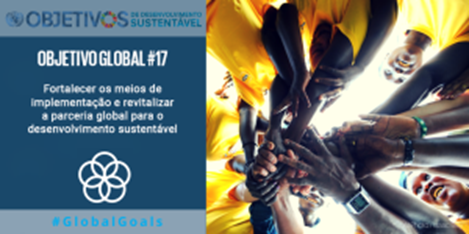 OBJETIVOS DE DESENVOLVIMENTO
SUSTENTÁVEL
OBJETIVO GLOBAL #17
Fortalecer os meios de
implementação e revitalizar
a parceria global para o
desenvolvimento sustentável
#GlobalGoals